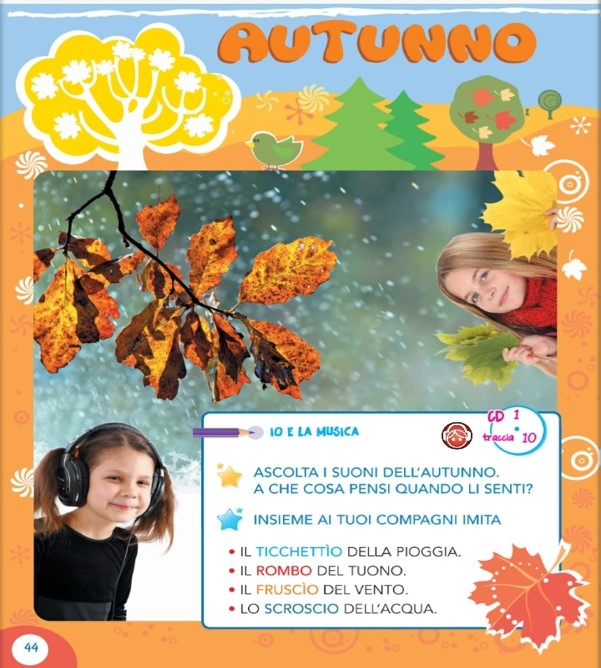 AUTUNNO
IO E LA MUSICA
CD 1
traccia 10
ASCOLTA I SUONI DELL'AUTUNNO.
A CHE COSA PENSI QUANDO LI SENTI?
INSIEME AI TUOI COMPAGNI IMITA
• IL TICCHETTÌO DELLA PIOGGIA.
• IL ROMBO DEL TUONO.
• IL FRUSCÌO DEL VENTO.
• LO SCROSCIO DELL'ACQUA.
44